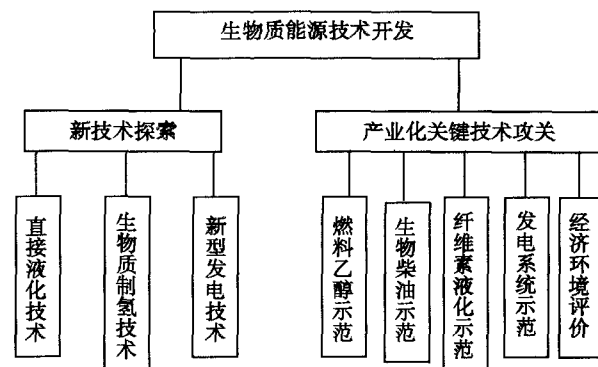 生物质能源技术开发
新技术探索
产业化关键技术攻关
直接液化技术
生物质制氢技术
新型发电技术
燃料乙醇示范
生物柴油示范
纤维素液化示范
发电系统示范
经济环境评价